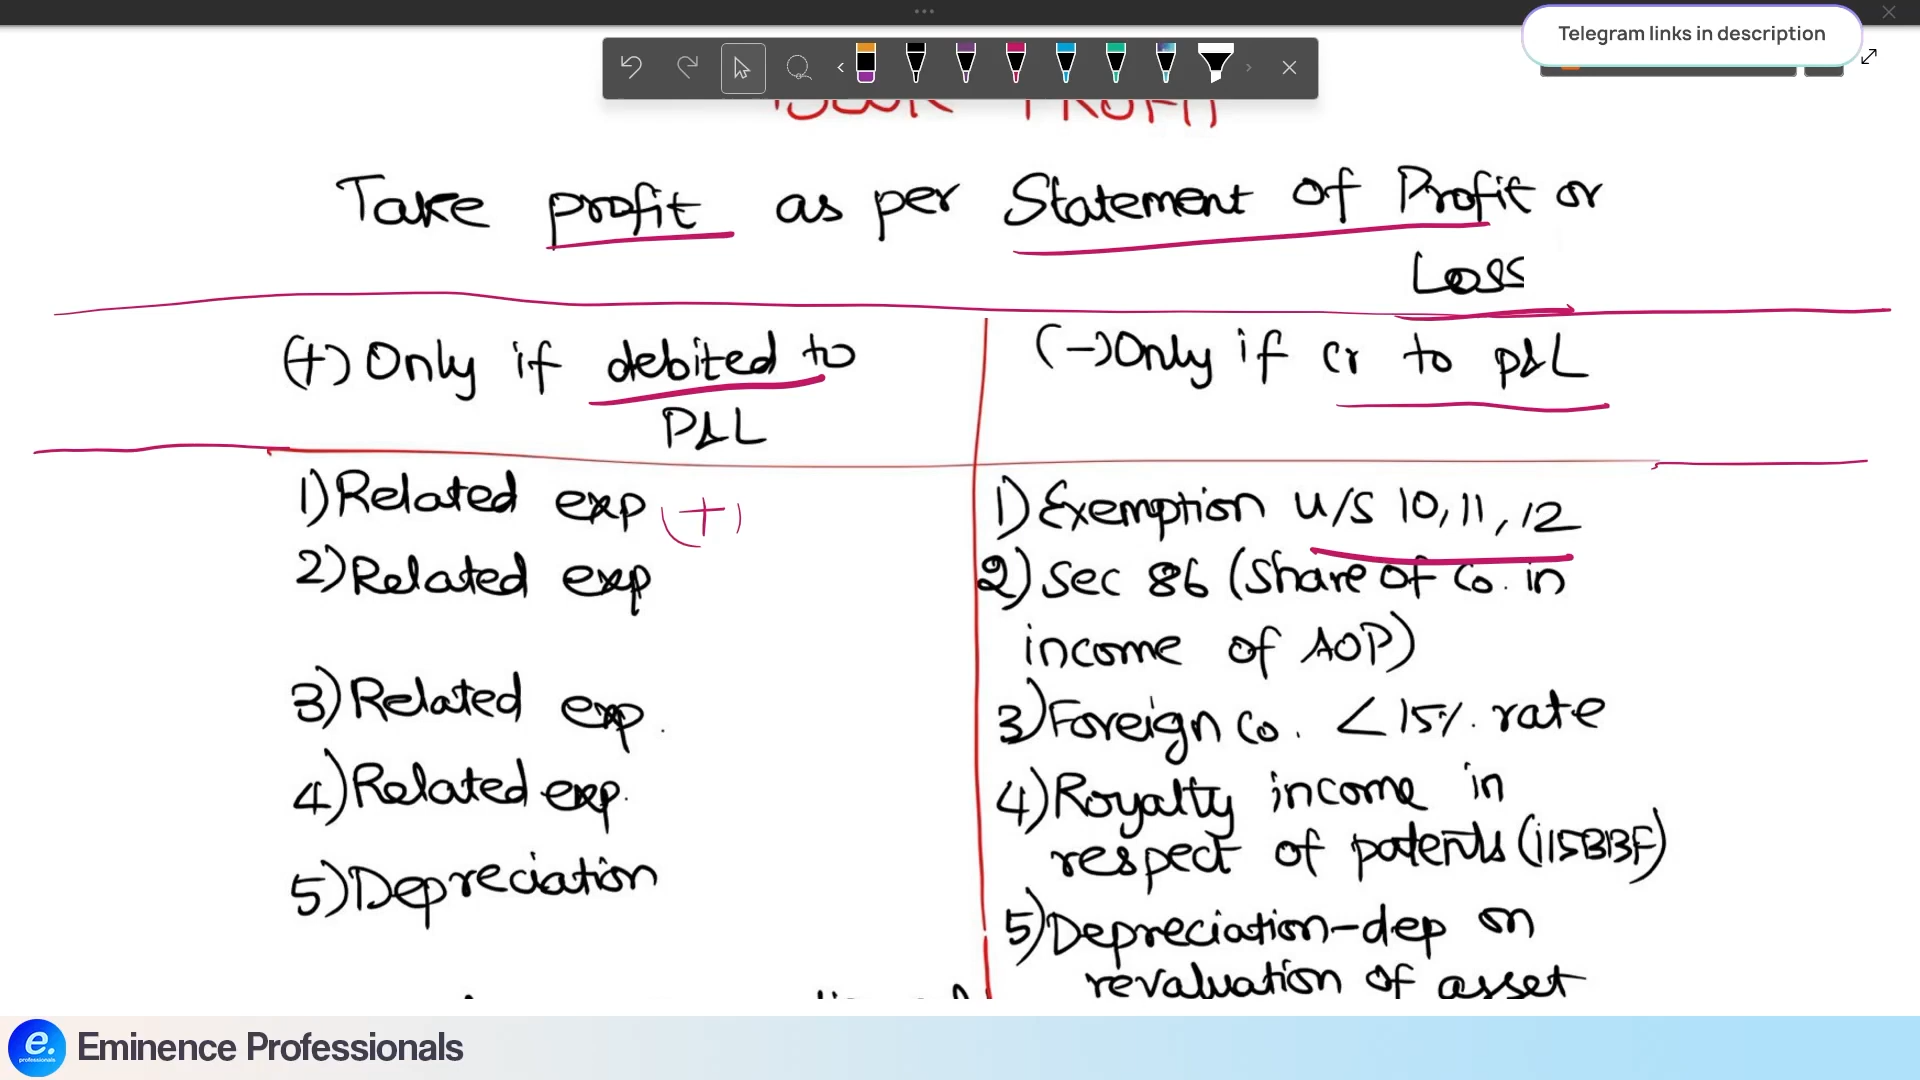 Telegram links in description
BOOK PROFIT
Take profit as per Statement of Profit or
Loss
(+) Only if debited to
P&L
(-) Only if cr to P&L
1) Related exp (+)
2) Related exp
3) Related exp.
4) Related exp.
5) Depreciation
1) Exemption u/s 10, 11, 12
2) Sec 86 (Share of Co. in
income of AOP)
3) Foreign Co. < 15% rate
4) Royalty income in
respect of patents (115BBF)
5) Depreciation - dep on
revaluation of asset
e.
professionals
Eminence Professionals